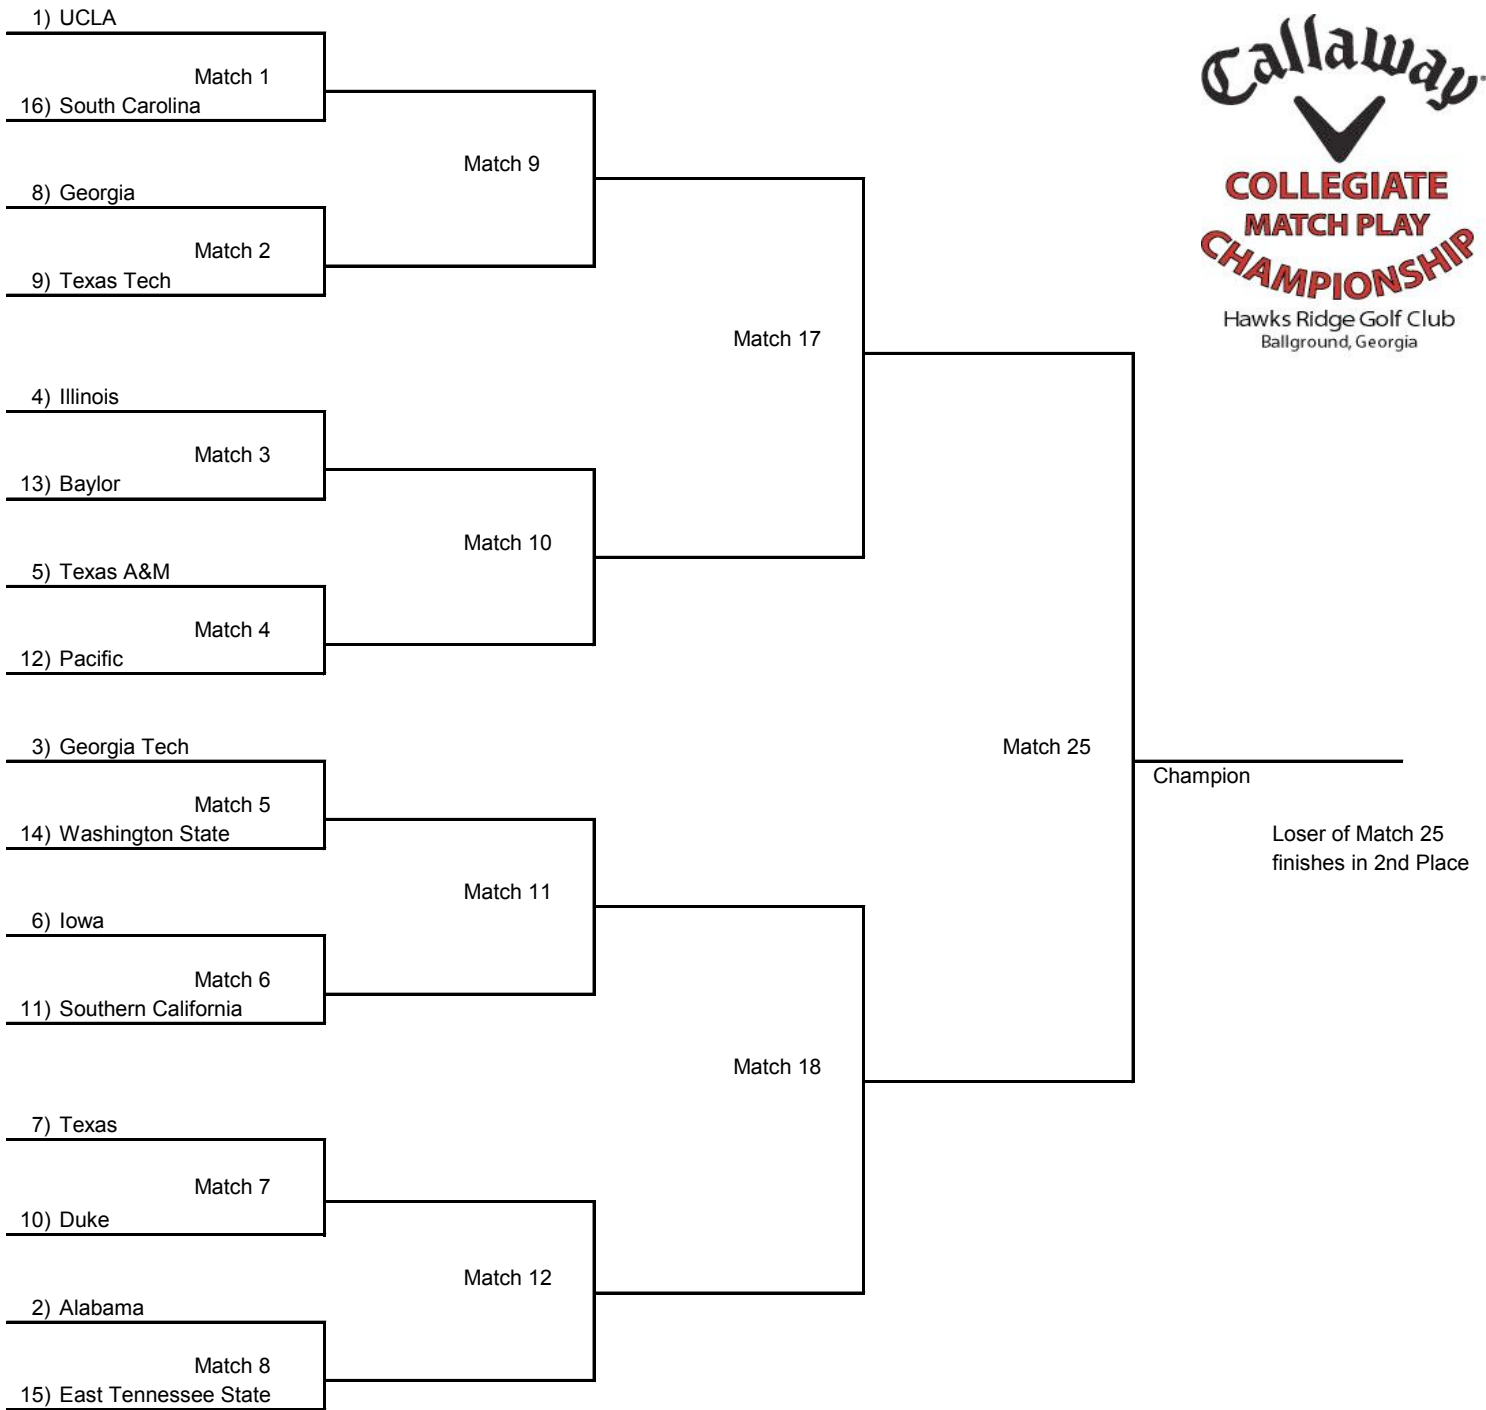 1) UCLA
Match 1
16) South Carolina
Match 9
8) Georgia
Match 2
9) Texas Tech
Match 17
4) Illinois
Match 3
13) Baylor
Match 10
5) Texas A&M
Match 4
12) Pacific
3) Georgia Tech
Match 5
14) Washington State
Match 11
6) Iowa
Match 6
11) Southern California
Match 18
7) Texas
Match 7
10) Duke
Match 12
2) Alabama
Match 8
15) East Tennessee State
Match 25
Champion
Loser of Match 25
finishes in 2nd Place
Callaway
COLLEGIATE
MATCH PLAY
CHAMPIONSHIP
Hawks Ridge Golf Club
Ballground, Georgia